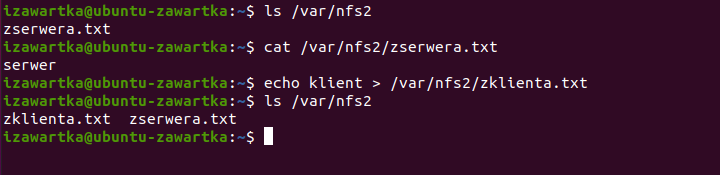 izawartka@ubuntu-zawartka:~$ ls /var/nfs2
zserwera.txt
izawartka@ubuntu-zawartka:~$ cat /var/nfs2/zserwera.txt
serwer
izawartka@ubuntu-zawartka:~$ echo klient > /var/nfs2/zklienta.txt
izawartka@ubuntu-zawartka:~$ ls /var/nfs2
zklienta.txt  zserwera.txt
izawartka@ubuntu-zawartka:~$